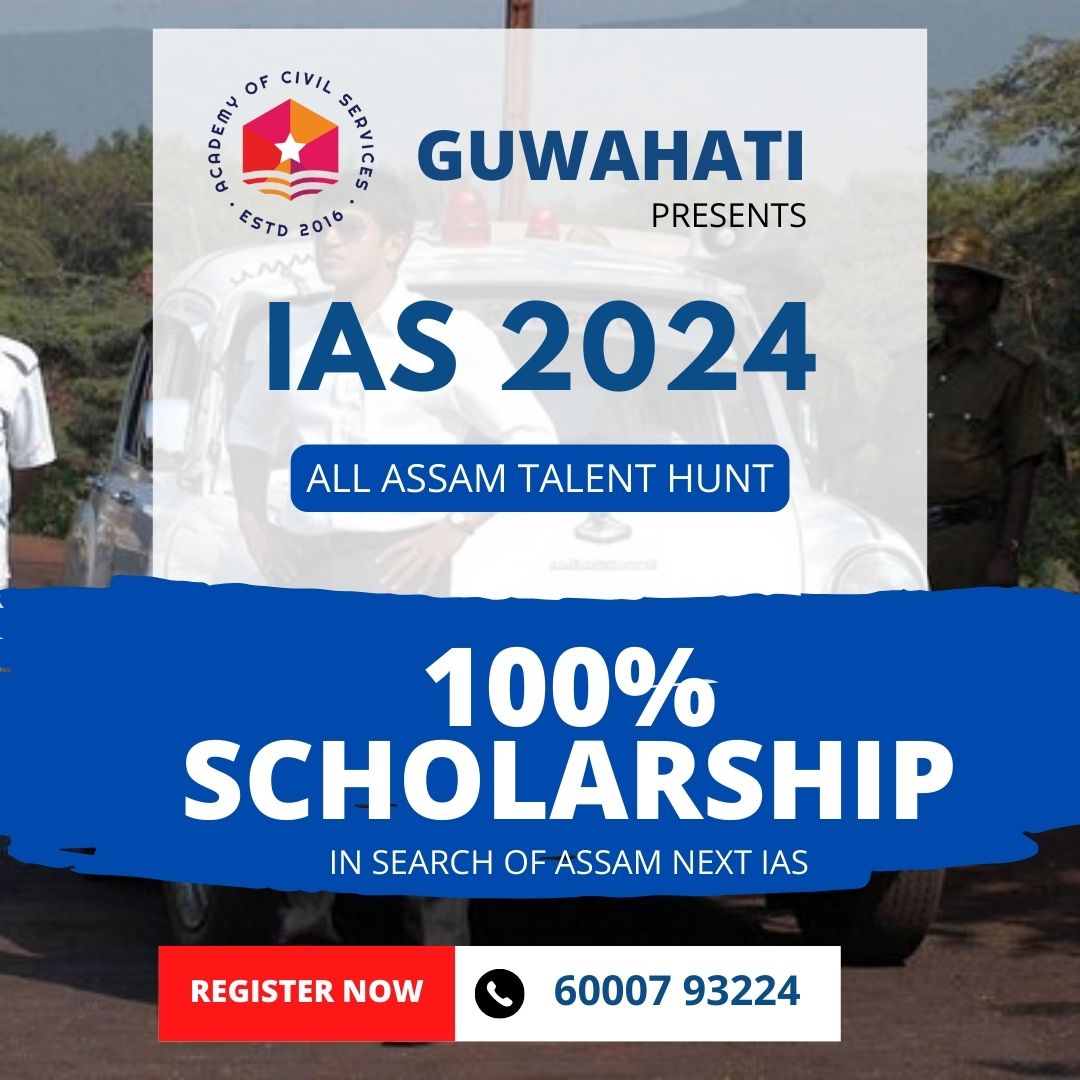 ACADEMY OF CIVIL SERVICES
· ESTD 2016 ·
GUWAHATI
PRESENTS
IAS 2024
ALL ASSAM TALENT HUNT
100%
SCHOLARSHIP
IN SEARCH OF ASSAM NEXT IAS
REGISTER NOW
60007 93224